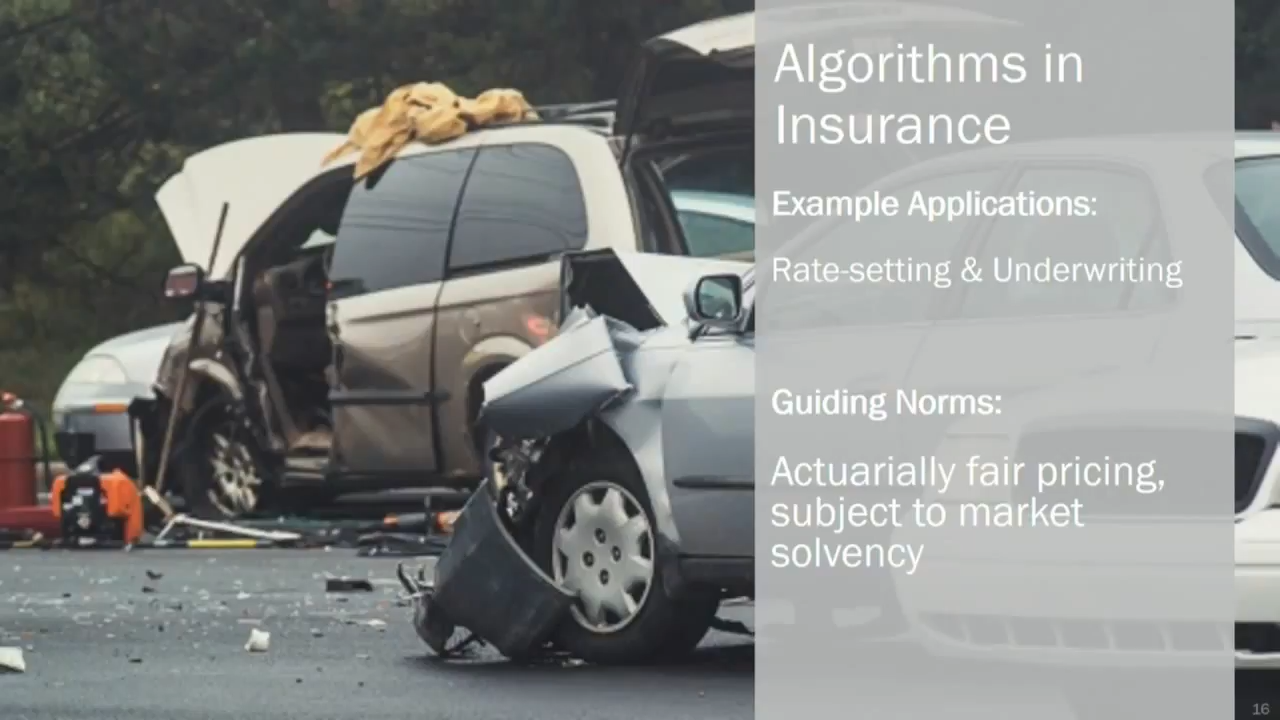 Algorithms in
Insurance
Example Applications:
Rate-setting & Underwriting
Guiding Norms:
Actuarially fair pricing,
subject to market
solvency
16